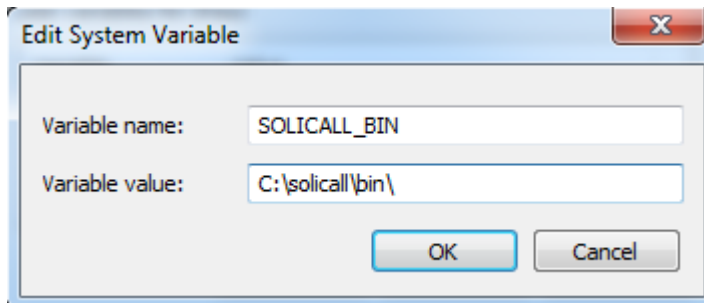 Edit System Variable
Variable name: SOLICALL_BIN
Variable value: C:\solicall\bin\
OK Cancel